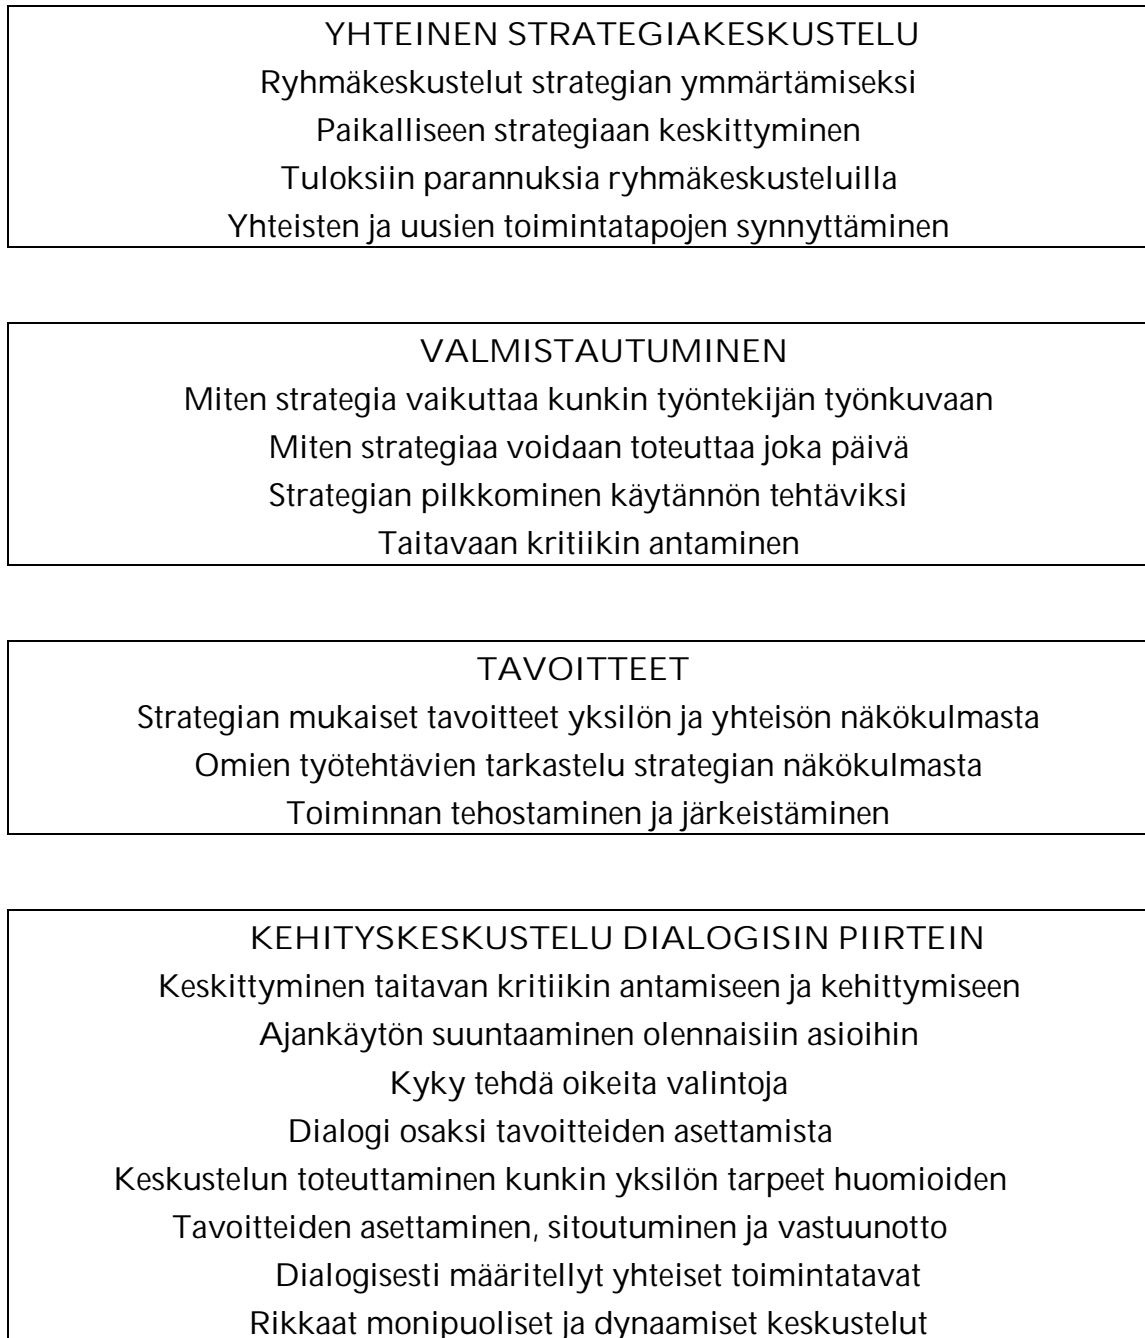 YHTEINEN STRATEGIAKESKUSTELU
Ryhmäkeskustelut strategian ymmärtämiseksi
Paikalliseen strategiaan keskittyminen
Tuloksiin parannuksia ryhmäkeskusteluilla
Yhteisten ja uusien toimintatapojen synnyttäminen
VALMISTAUTUMINEN
Miten strategia vaikuttaa kunkin työntekijän työnkuvaan
Miten strategiaa voidaan toteuttaa joka päivä
Strategian pilkkominen käytännön tehtäviksi
Taitavaan kritiikin antaminen
TAVOITTEET
Strategian mukaiset tavoitteet yksilön ja yhteisön näkökulmasta
Omien työtehtävien tarkastelu strategian näkökulmasta
Toiminnan tehostaminen ja järkeistäminen
KEHITYSKESKUSTELU DIALOGISIN PIIRTEIN
Keskittyminen taitavan kritiikin antamiseen ja kehittymiseen
Ajankäytön suuntaaminen olennaisiin asioihin
Kyky tehdä oikeita valintoja
Dialogi osaksi tavoitteiden asettamista
Keskustelun toteuttaminen kunkin yksilön tarpeet huomioiden
Tavoitteiden asettaminen, sitoutuminen ja vastuunotto
Dialogisesti määritellyt yhteiset toimintatavat
Rikkaat monipuoliset ja dynaamiset keskustelut